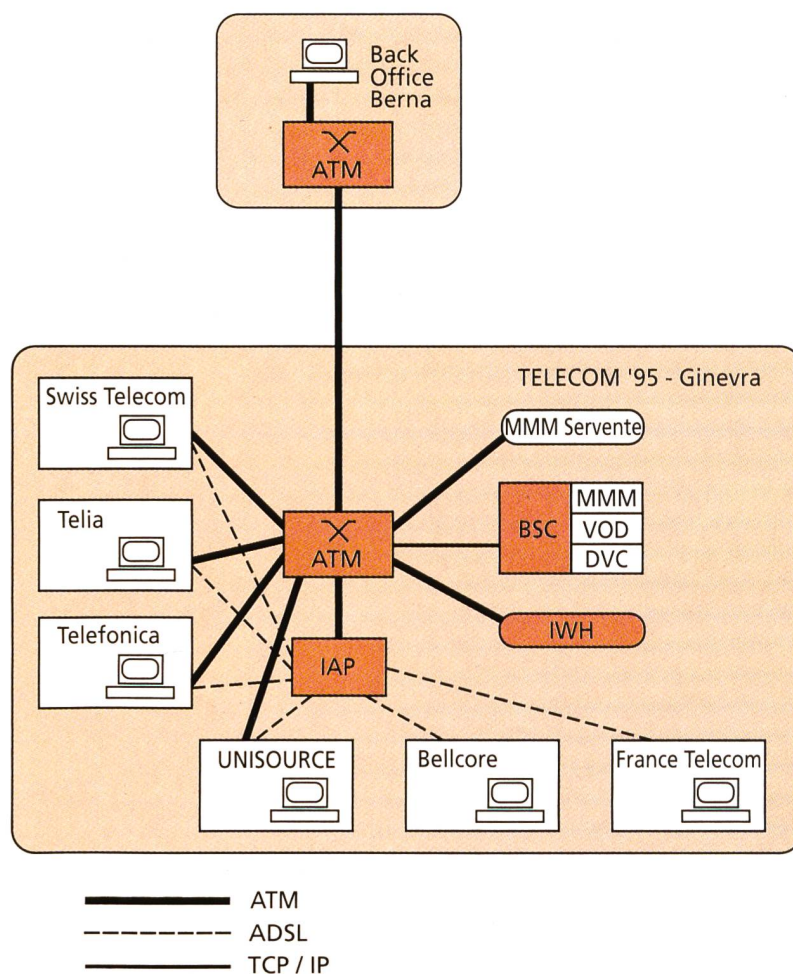 Back
Office
Berna
ATM
TELECOM '95 - Ginevra
Swiss Telecom
MMM Servente
Telia
ATM
BSC
MMM
VOD
DVC
Telefonica
IWH
IAP
UNISOURCE
Bellcore
France Telecom
ATM
ADSL
TCP / IP